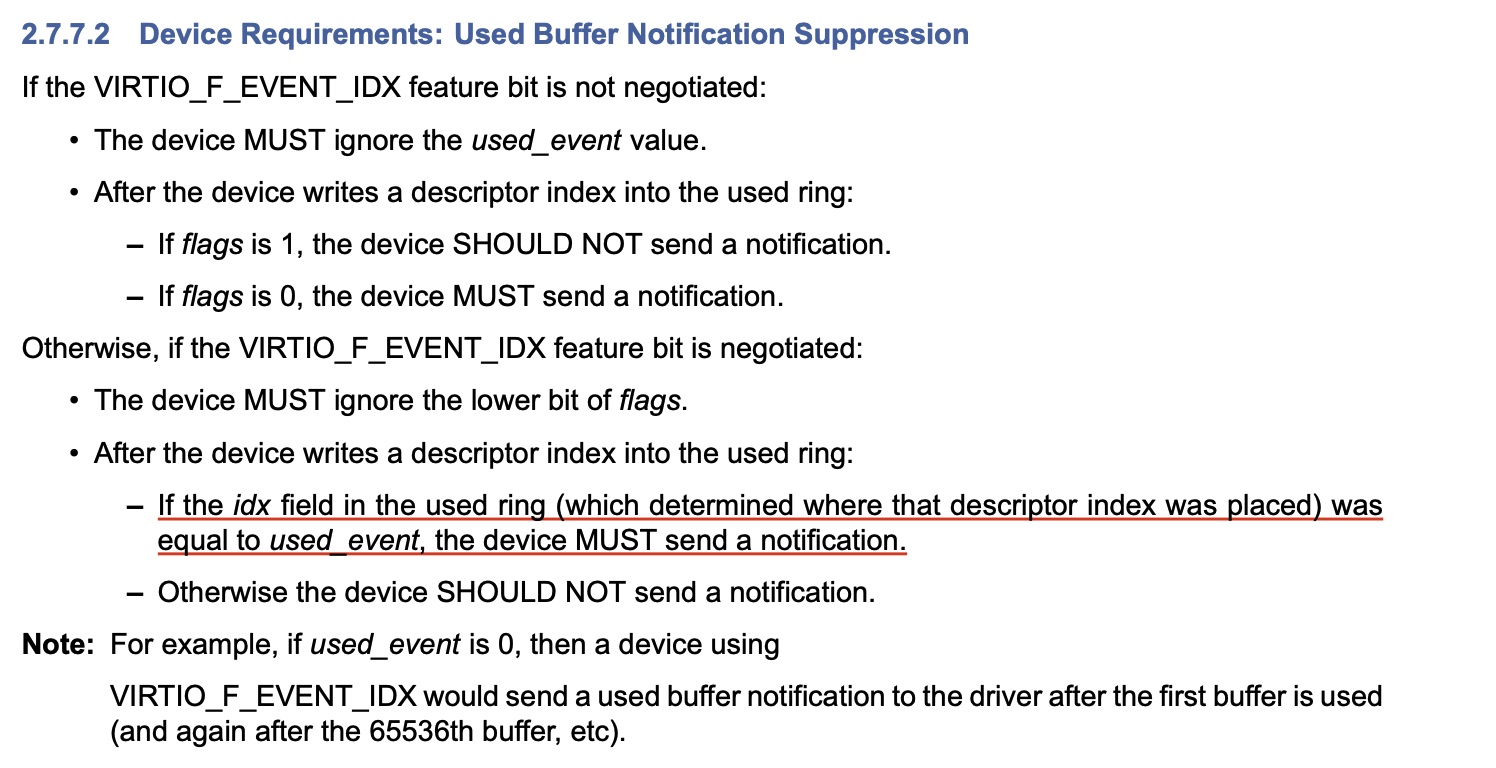 2.7.7.2 Device Requirements: Used Buffer Notification Suppression
If the VIRTIO_F_EVENT_IDX feature bit is not negotiated:
• The device MUST ignore the used_event value.
• After the device writes a descriptor index into the used ring:
– If flags is 1, the device SHOULD NOT send a notification.
– If flags is 0, the device MUST send a notification.
Otherwise, if the VIRTIO_F_EVENT_IDX feature bit is negotiated:
• The device MUST ignore the lower bit of flags.
• After the device writes a descriptor index into the used ring:
– If the idx field in the used ring (which determined where that descriptor index was placed) was
equal to used_event, the device MUST send a notification.
– Otherwise the device SHOULD NOT send a notification.
Note: For example, if used_event is 0, then a device using
VIRTIO_F_EVENT_IDX would send a used buffer notification to the driver after the first buffer is used
(and again after the 65536th buffer, etc).